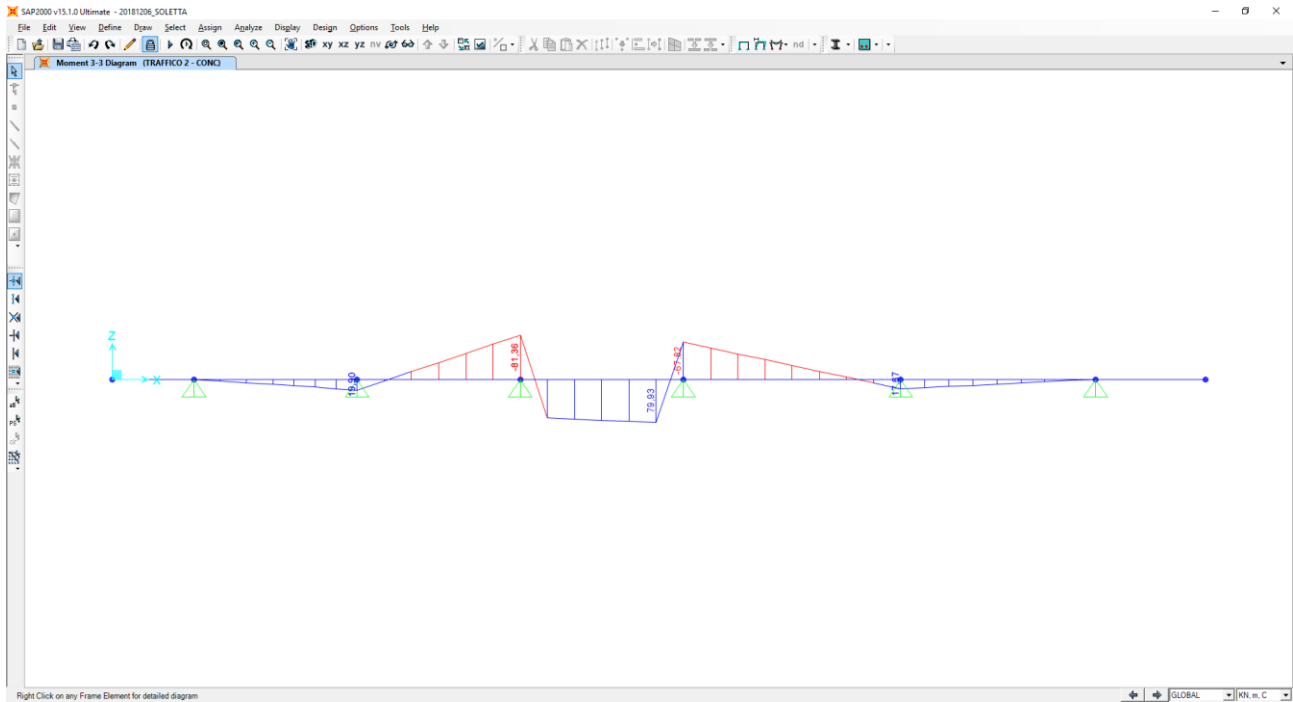 SAP2000 v15.1.0 Ultimate - 20181206_SOLETTA
File Edit View Define Draw Select Assign Analyze Display Design Options Tools Help
xy xz yz nv nd
Moment 3-3 Diagram (TRAFFICO 2 - CONC)
Z
X
19,90
-81,36
79,93
-67,62
17,67
Right Click on any Frame Element for detailed diagram
GLOBAL
KN, m, C